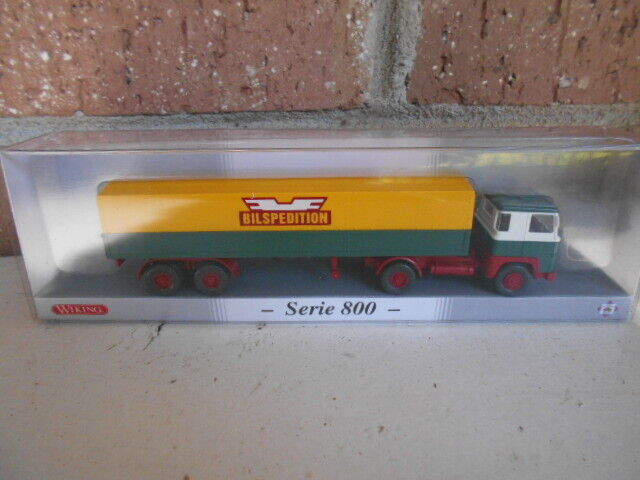 BILSPEDITION
WIKING
– Serie 800 –